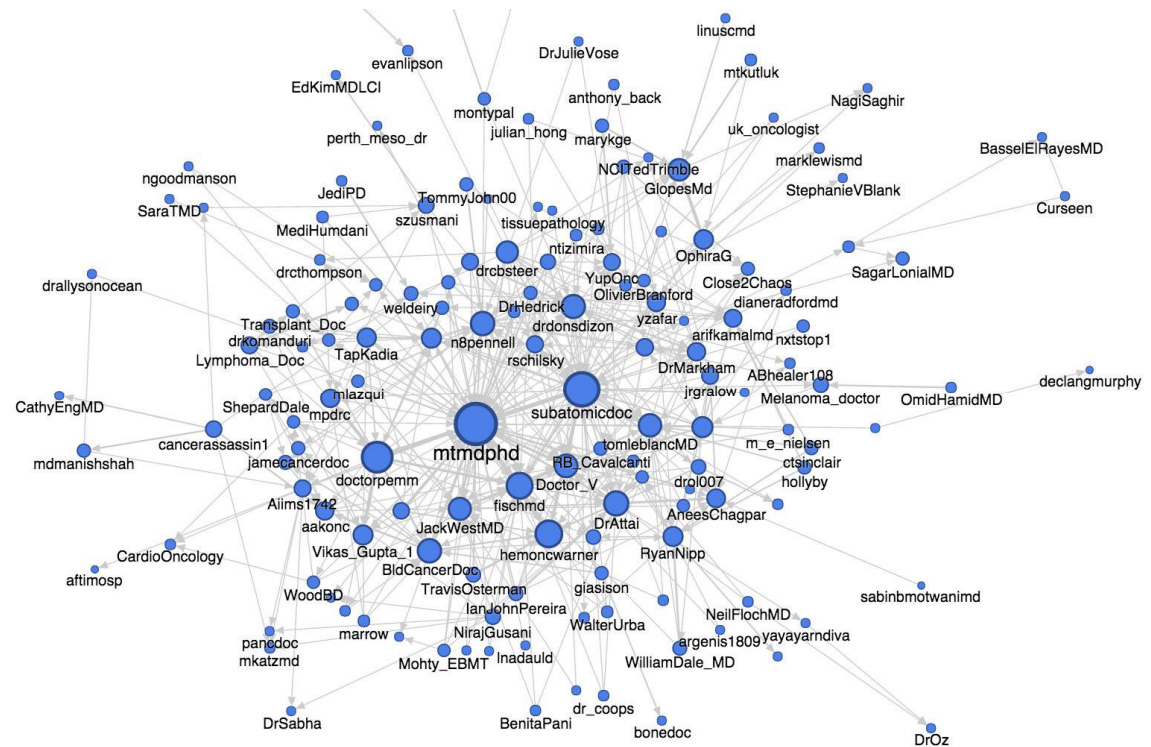 linuscmd
DrJulieVose
evanlipson
mtkutluk
EdKimMDLCI
anthony_back
NagiSaghir
montypal
julian_hong
uk_oncologist
perth_meso_dr
marykge
BasselElRayesMD
marklewismd
NCITedTrimble
ngoodmanson
GlopesMd
StephanieVBlank
JediPD
TommyJohn00
SaraTMD
szusmani
Curseen
tissuepathology
MediHumdani
ntizimira
OphiraG
drcthompson
drcbsteer
SagarLonialMD
YupOnc
Close2Chaos
drallysonocean
OlivierBranford
dianeradfordmd
DrHedrick
weldeiry
yzafar
Transplant_Doc
drdonsdizon
arifkamalmd
drkomanduri
n8pennell
nxtstop1
Lymphoma_Doc
TapKadia
rschilsky
DrMarkham
ABhealer108
declangmurphy
jrgralow
mlazqui
Melanoma_doctor
OmidHamidMD
CathyEngMD
ShepardDale
mpdrc
subatomicdoc
cancerassassin1
tomleblancMD
m_e_nielsen
mtmdphd
mdmanishshah
jamecancerdoc
RB_Cavalcanti
ctsinclair
doctorpemm
drol007
hollyby
Doctor_V
Aiims1742
fischmd
AneesChagpar
aakonc
JackWestMD
DrAttai
Vikas_Gupta_1
hemoncwarner
RyanNipp
CardioOncology
BldCancerDoc
aftimosp
TravisOsterman
giasison
WoodBD
sabinbmotwanimd
IanJohnPereira
NeilFlochMD
WalterUrba
marrow
NirajGusani
argenis1809
yayayarndiva
pancdoc
mkatzmd
Mohty_EBMT
lnadauld
WilliamDale_MD
DrSabha
BenitaPani
dr_coops
bonedoc
DrOz